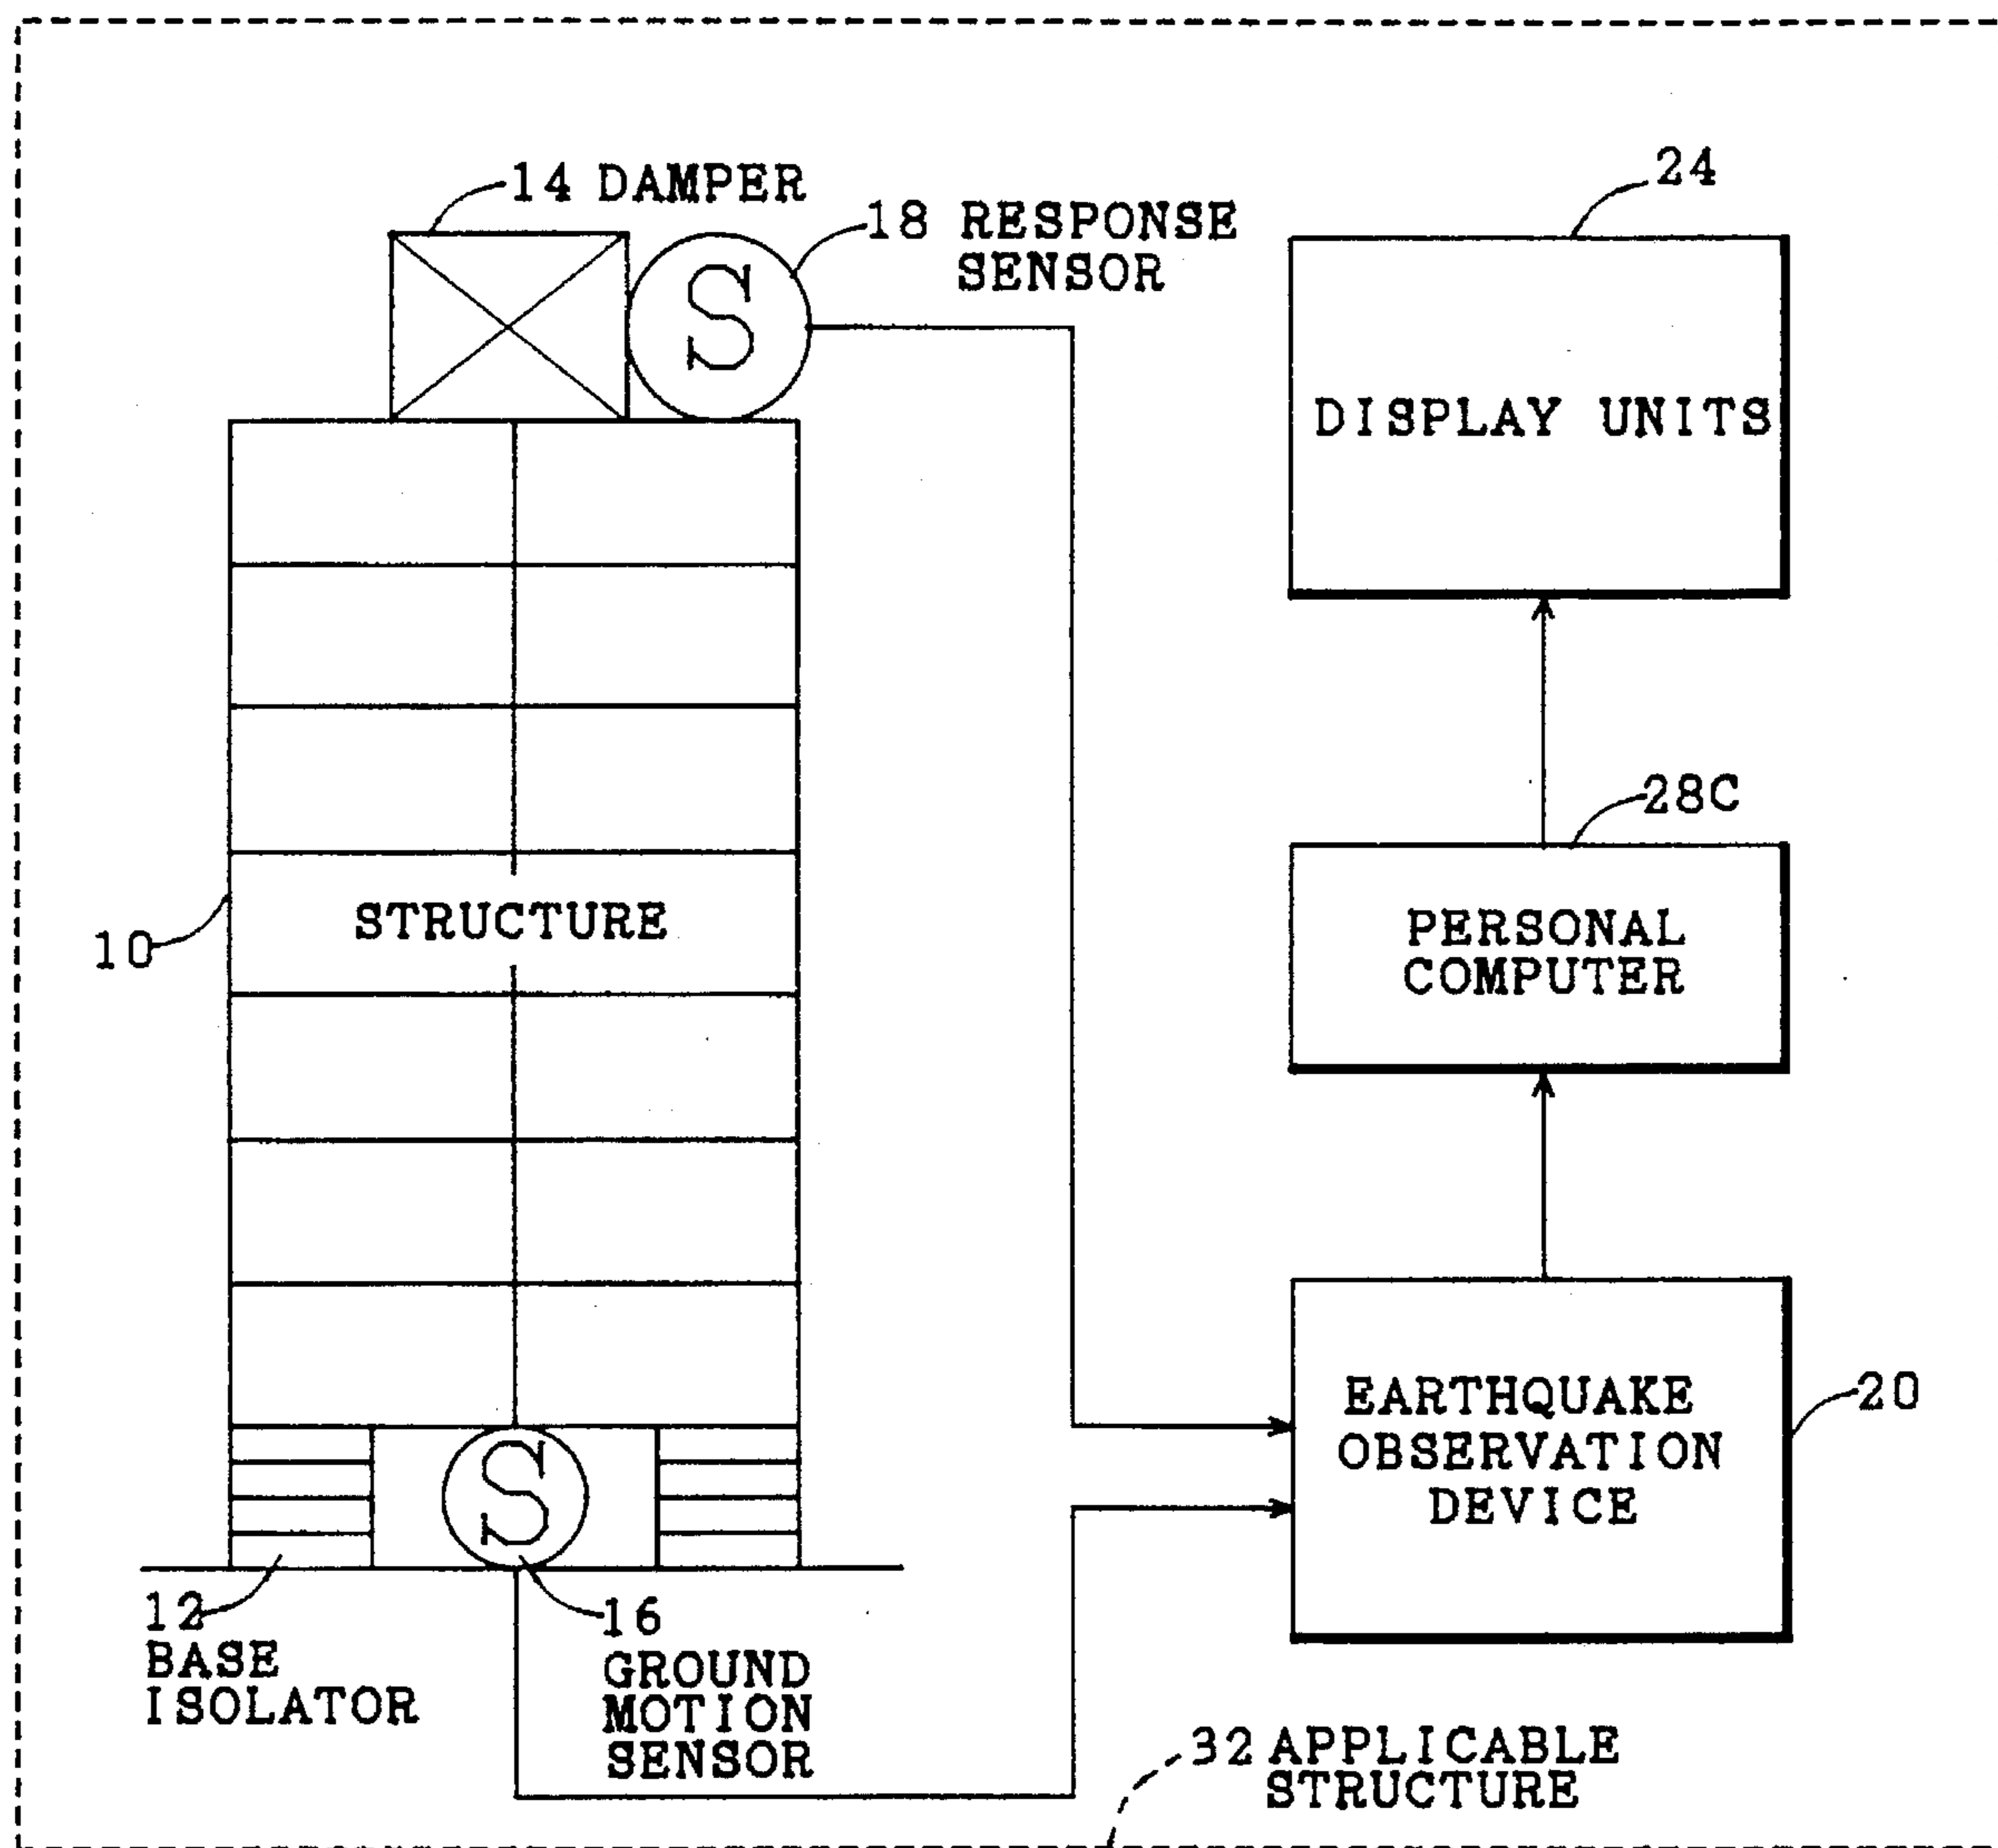 14 DAMPER
18 RESPONSE
SENSOR
S
24
DISPLAY UNITS
28C
PERSONAL
COMPUTER
10
STRUCTURE
20
EARTHQUAKE
OBSERVATION
DEVICE
S
12
BASE
ISOLATOR
16
GROUND
MOTION
SENSOR
32 APPLICABLE
STRUCTURE